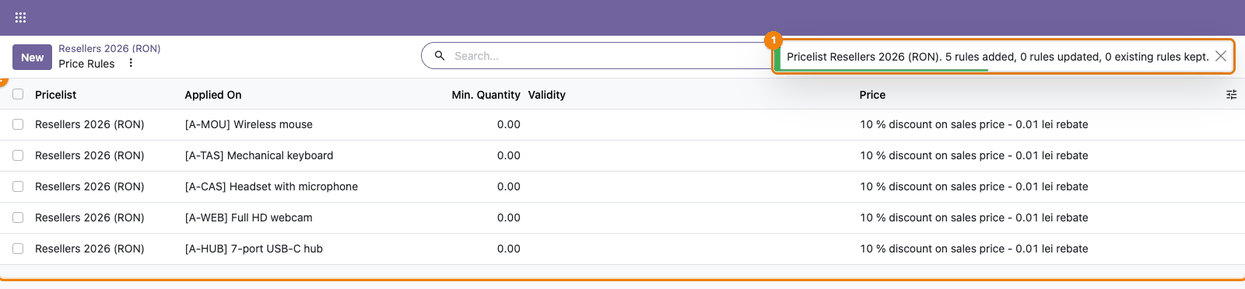 Resellers 2026 (RON)
New
Price Rules
Search...
1
Pricelist Resellers 2026 (RON). 5 rules added, 0 rules updated, 0 existing rules kept.
Pricelist Applied On Min. Quantity Validity Price
Resellers 2026 (RON) [A-MOU] Wireless mouse 0.00 10 % discount on sales price - 0.01 lei rebate
Resellers 2026 (RON) [A-TAS] Mechanical keyboard 0.00 10 % discount on sales price - 0.01 lei rebate
Resellers 2026 (RON) [A-CAS] Headset with microphone 0.00 10 % discount on sales price - 0.01 lei rebate
Resellers 2026 (RON) [A-WEB] Full HD webcam 0.00 10 % discount on sales price - 0.01 lei rebate
Resellers 2026 (RON) [A-HUB] 7-port USB-C hub 0.00 10 % discount on sales price - 0.01 lei rebate